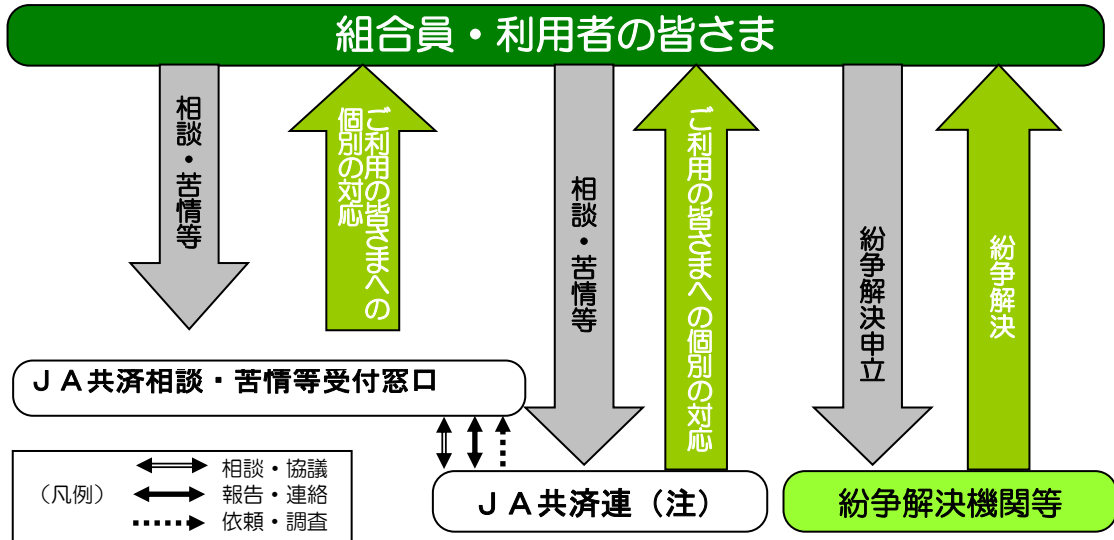 組合員・利用者の皆さま
相談・苦情等
ご利用の皆さまへの
個別の対応
相談・苦情等
ご利用の皆さまへの個別の対応
紛争解決申立
紛争解決
ＪＡ共済相談・苦情等受付窓口
（凡例）
相談・協議
報告・連絡
依頼・調査
ＪＡ共済連（注）
紛争解決機関等